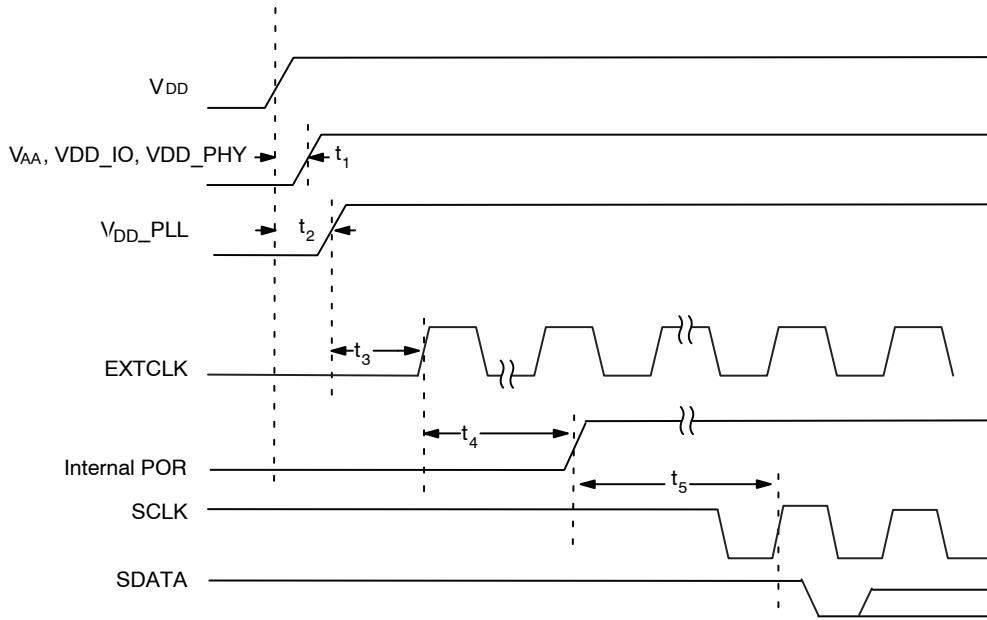 VDD
VAA, VDD_IO, VDD_PHY
t1
VDD_PLL
t2
t3
EXTCLK
t4
Internal POR
t5
SCLK
SDATA